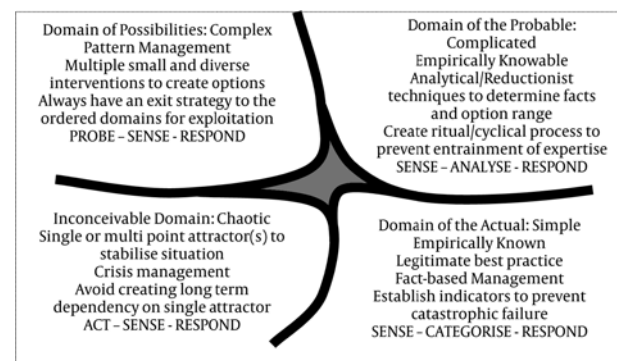 Domain of Possibilities: Complex
Pattern Management
Multiple small and diverse
interventions to create options
Always have an exit strategy to the
ordered domains for exploitation
PROBE – SENSE - RESPOND
Domain of the Probable:
Complicated
Empirically Knowable
Analytical/Reductionist
techniques to determine facts
and option range
Create ritual/cyclical process to
prevent entrainment of expertise
SENSE – ANALYSE - RESPOND
Inconceivable Domain: Chaotic
Single or multi point attractor(s) to
stabilise situation
Crisis management
Avoid creating long term
dependency on single attractor
ACT – SENSE - RESPOND
Domain of the Actual: Simple
Empirically Known
Legitimate best practice
Fact-based Management
Establish indicators to prevent
catastrophic failure
SENSE – CATEGORISE - RESPOND